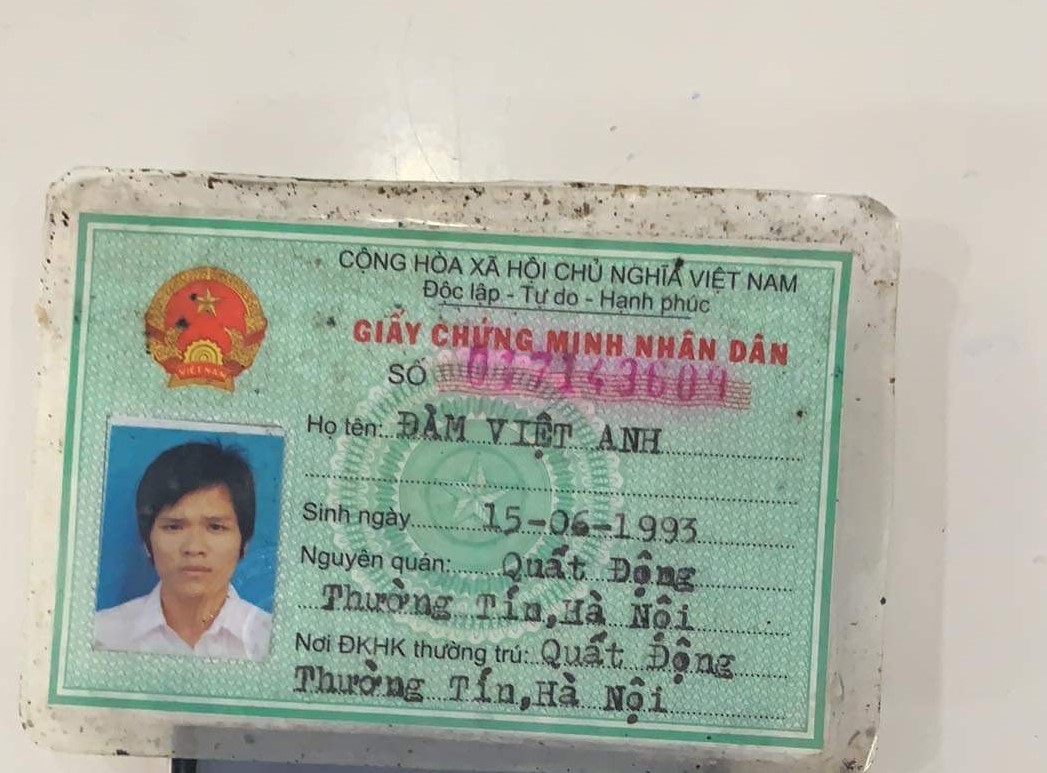 CỘNG HÒA XÃ HỘI CHỦ NGHĨA VIỆT NAM
Độc lập - Tự do - Hạnh phúc
GIẤY CHỨNG MINH NHÂN DÂN
SỐ
VIỆT NAM
Họ tên: ĐÀM VIỆT ANH
Sinh ngày 15-06-1993
Nguyên quán: Quất Động
Thường Tín, Hà Nội
Nơi ĐKHK thường trú: Quất Động
Thường Tín, Hà Nội